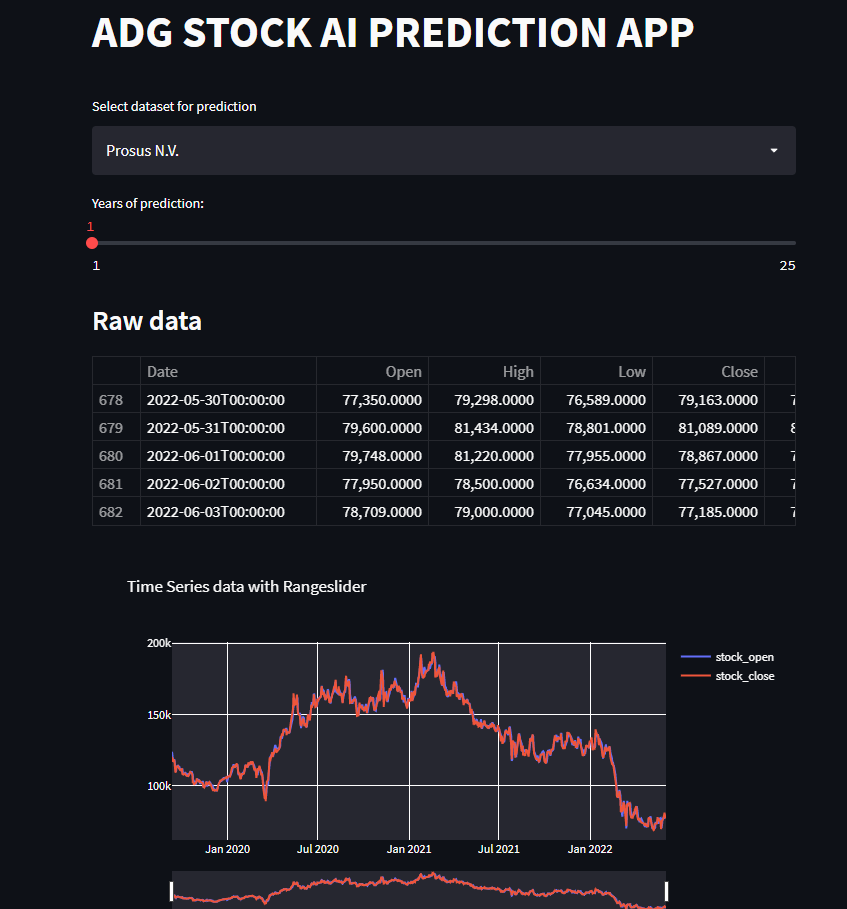 ADG STOCK AI PREDICTION APP
Select dataset for prediction
Prosus N.V.
Years of prediction:
1
1 25
Raw data
Date Open High Low Close
678 2022-05-30T00:00:00 77,350.0000 79,298.0000 76,589.0000 79,163.0000 7
679 2022-05-31T00:00:00 79,600.0000 81,434.0000 78,801.0000 81,089.0000 8
680 2022-06-01T00:00:00 79,748.0000 81,220.0000 77,955.0000 78,867.0000 7
681 2022-06-02T00:00:00 77,950.0000 78,500.0000 76,634.0000 77,527.0000 7
682 2022-06-03T00:00:00 78,709.0000 79,000.0000 77,045.0000 77,185.0000 7
Time Series data with Rangeslider
200k
stock_open
stock_close
150k
100k
Jan 2020 Jul 2020 Jan 2021 Jul 2021 Jan 2022